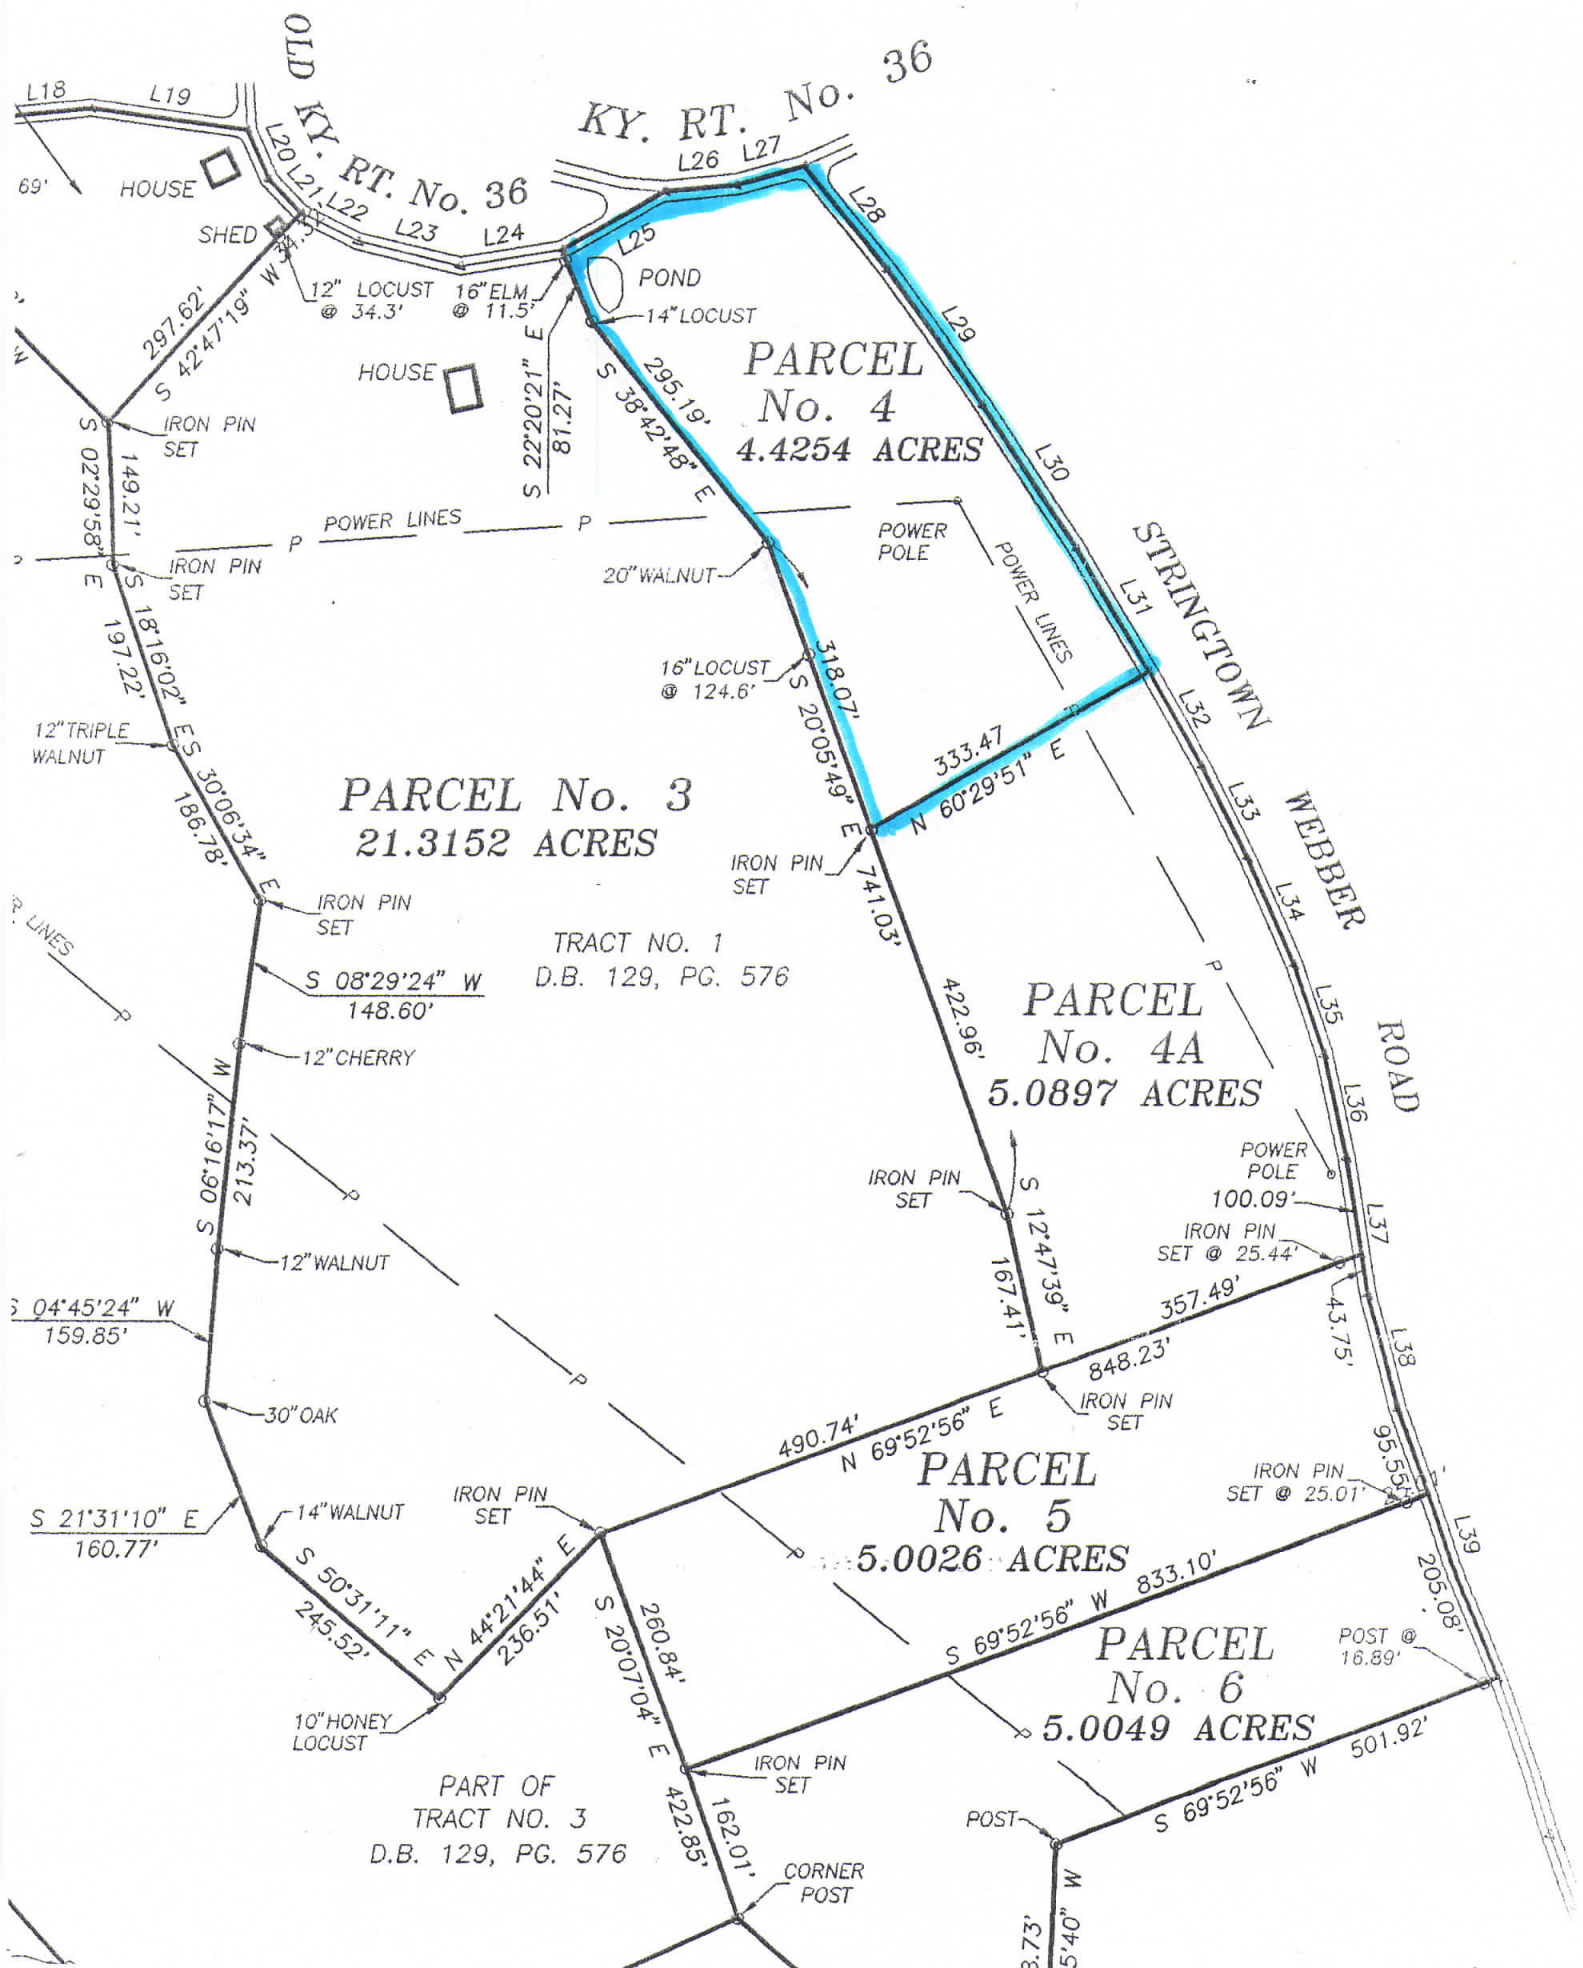 OLD KY. RT. No. 36
KY. RT. No. 36
L18
L19
L20
L21
L22
L23
L24
L25
L26
L27
L28
L29
L30
L31
L32
L33
L34
L35
L36
L37
L38
L39
69'
HOUSE
SHED
W 34.3'
12" LOCUST
@ 34.3'
16" ELM
@ 11.5'
POND
14" LOCUST
297.62'
S 42°47'19"
HOUSE
S 22°20'21" E
81.27'
295.19'
S 38°42'48" E
PARCEL
No. 4
4.4254 ACRES
W
IRON PIN
SET
S 02°29'58" E
149.21'
POWER LINES
P
P
P
POWER
POLE
POWER LINES
IRON PIN
SET
20" WALNUT
STRINGTOWN
WEBBER
ROAD
S 18°16'02" E
197.22'
16" LOCUST
@ 124.6'
318.07'
S 20°05'49" E
P
333.47
N 60°29'51" E
12" TRIPLE
WALNUT
S 30°06'34" E
186.78'
PARCEL No. 3
21.3152 ACRES
IRON PIN
SET
741.03'
IRON PIN
SET
LINES
P
TRACT NO. 1
D.B. 129, PG. 576
S 08°29'24" W
148.60'
422.96'
P
PARCEL
No. 4A
5.0897 ACRES
12" CHERRY
S 06°16'17" W
213.37'
P
IRON PIN
SET
S 12°47'39" E
167.41'
POWER
POLE
100.09'
IRON PIN
SET @ 25.44'
12" WALNUT
S 04°45'24" W
159.85'
357.49'
43.75'
848.23'
P
30" OAK
IRON PIN
SET
490.74'
N 69°52'56" E
PARCEL
No. 5
5.0026 ACRES
95.55'
IRON PIN
SET @ 25.01'
S 21°31'10" E
160.77'
14" WALNUT
IRON PIN
SET
P
833.10'
S 69°52'56" W
205.08'
S 50°31'11" E
245.52'
N 44°21'44" E
236.51'
260.84'
S 20°07'04" E
PARCEL
No. 6
5.0049 ACRES
POST @
16.89'
10" HONEY
LOCUST
P
501.92'
S 69°52'56" W
IRON PIN
SET
PART OF
TRACT NO. 3
D.B. 129, PG. 576
422.85'
162.01'
POST
CORNER
POST
8.73'
5'40" W